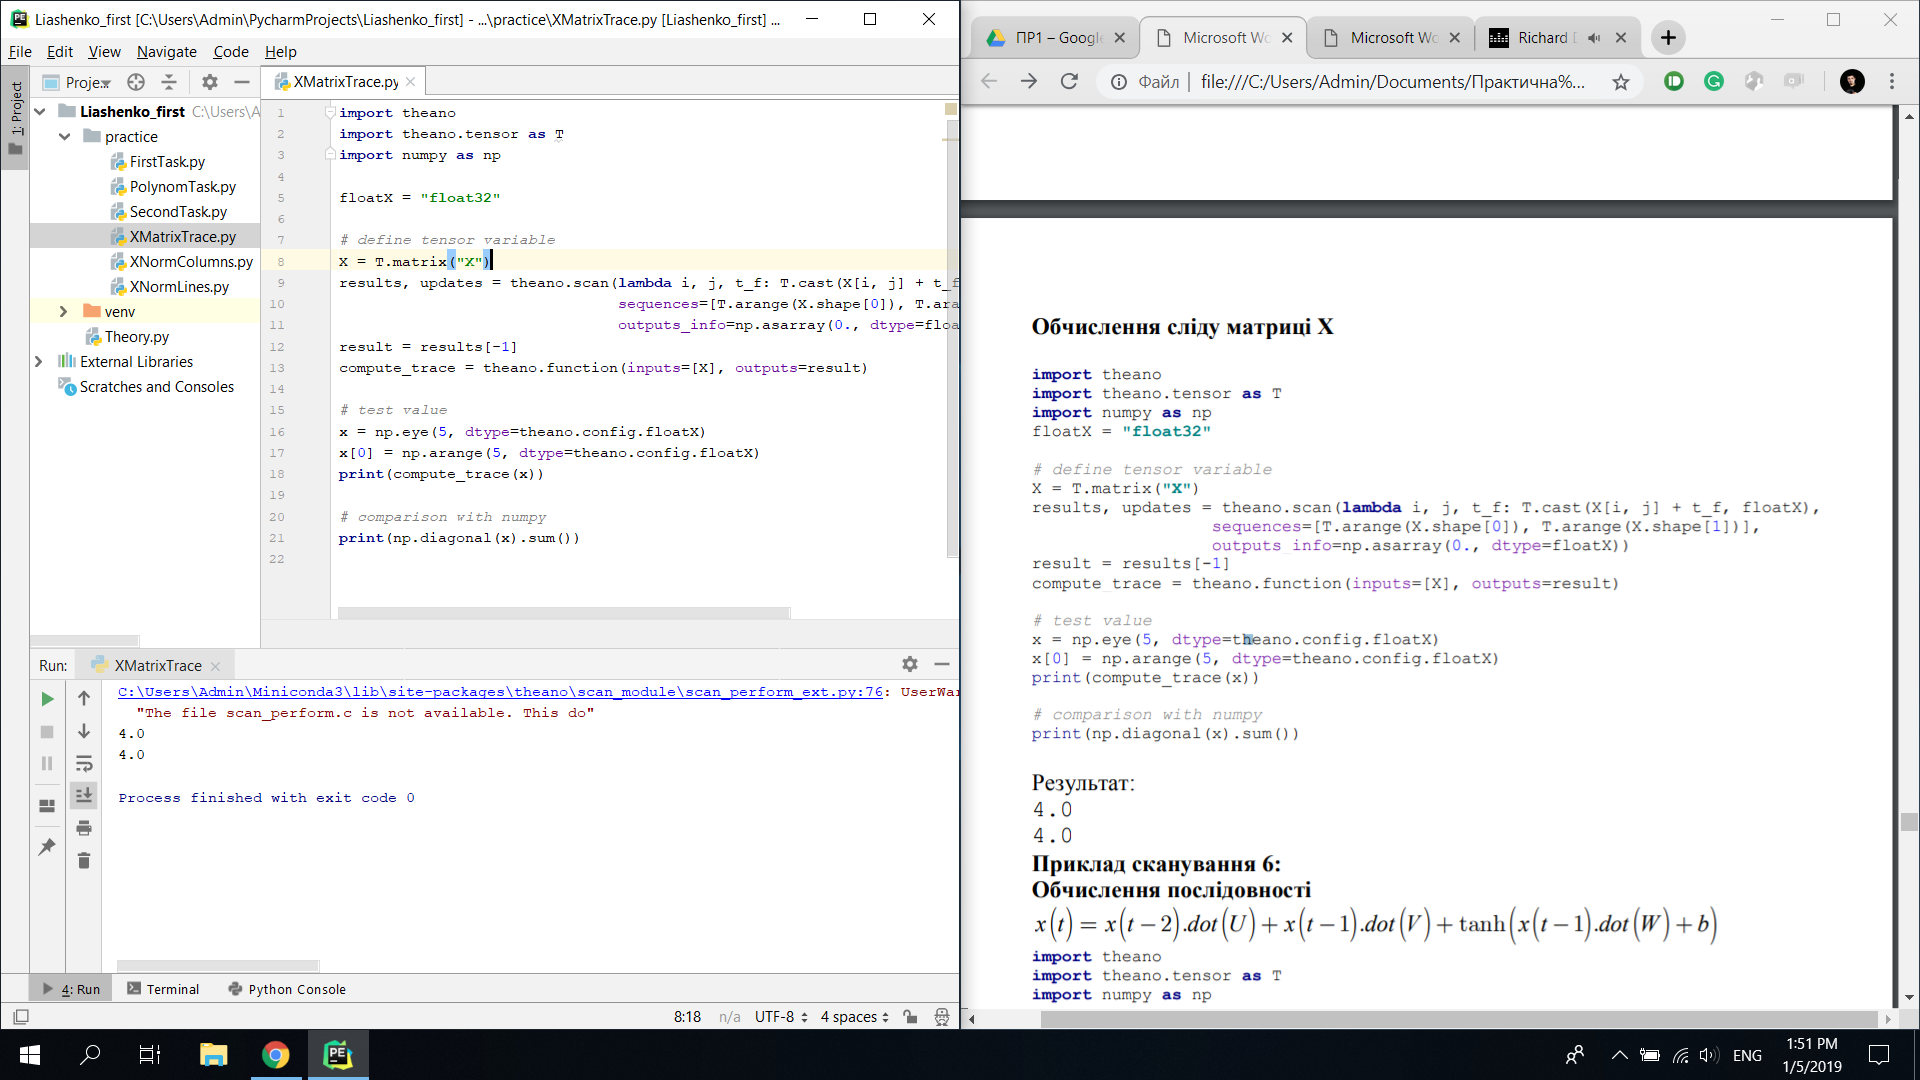 Liashenko_first [C:\Users\Admin\PycharmProjects\Liashenko_first] - ...\practice\XMatrixTrace.py [Liashenko_first] ...
File Edit View Navigate Code Help
1: Project
Proje
XMatrixTrace.py
Liashenko_first C:\Users\A
practice
FirstTask.py
PolynomTask.py
SecondTask.py
XMatrixTrace.py
XNormColumns.py
XNormLines.py
venv
Theory.py
External Libraries
Scratches and Consoles
1 import theano
2 import theano.tensor as T
3 import numpy as np
4
5 floatX = "float32"
6
7 # define tensor variable
8 X = T.matrix("X")
9 results, updates = theano.scan(lambda i, j, t_f: T.cast(X[i, j] + t_f
10 sequences=[T.arange(X.shape[0]), T.ara
11 outputs_info=np.asarray(0., dtype=floa
12 result = results[-1]
13 compute_trace = theano.function(inputs=[X], outputs=result)
14
15 # test value
16 x = np.eye(5, dtype=theano.config.floatX)
17 x[0] = np.arange(5, dtype=theano.config.floatX)
18 print(compute_trace(x))
19
20 # comparison with numpy
21 print(np.diagonal(x).sum())
22
Run: XMatrixTrace
C:\Users\Admin\Miniconda3\lib\site-packages\theano\scan_module\scan_perform_ext.py:76: UserWar
"The file scan_perform.c is not available. This do"
4.0
4.0
Process finished with exit code 0
4: Run Terminal Python Console
8:18 n/a UTF-8 4 spaces
ПР1 – Google Microsoft Wo Microsoft Wo Richard
Файл | file:///C:/Users/Admin/Documents/Практична%...
Обчислення сліду матриці X
import theano
import theano.tensor as T
import numpy as np
floatX = "float32"
# define tensor variable
X = T.matrix("X")
results, updates = theano.scan(lambda i, j, t_f: T.cast(X[i, j] + t_f, floatX),
sequences=[T.arange(X.shape[0]), T.arange(X.shape[1])],
outputs_info=np.asarray(0., dtype=floatX))
result = results[-1]
compute_trace = theano.function(inputs=[X], outputs=result)
# test value
x = np.eye(5, dtype=theano.config.floatX)
x[0] = np.arange(5, dtype=theano.config.floatX)
print(compute_trace(x))
# comparison with numpy
print(np.diagonal(x).sum())
Результат:
4.0
4.0
Приклад сканування 6:
Обчислення послідовності
x(t) = x(t − 2).dot(U) + x(t − 1).dot(V) + tanh(x(t − 1).dot(W) + b)
import theano
import theano.tensor as T
import numpy as np
ENG
1:51 PM
1/5/2019